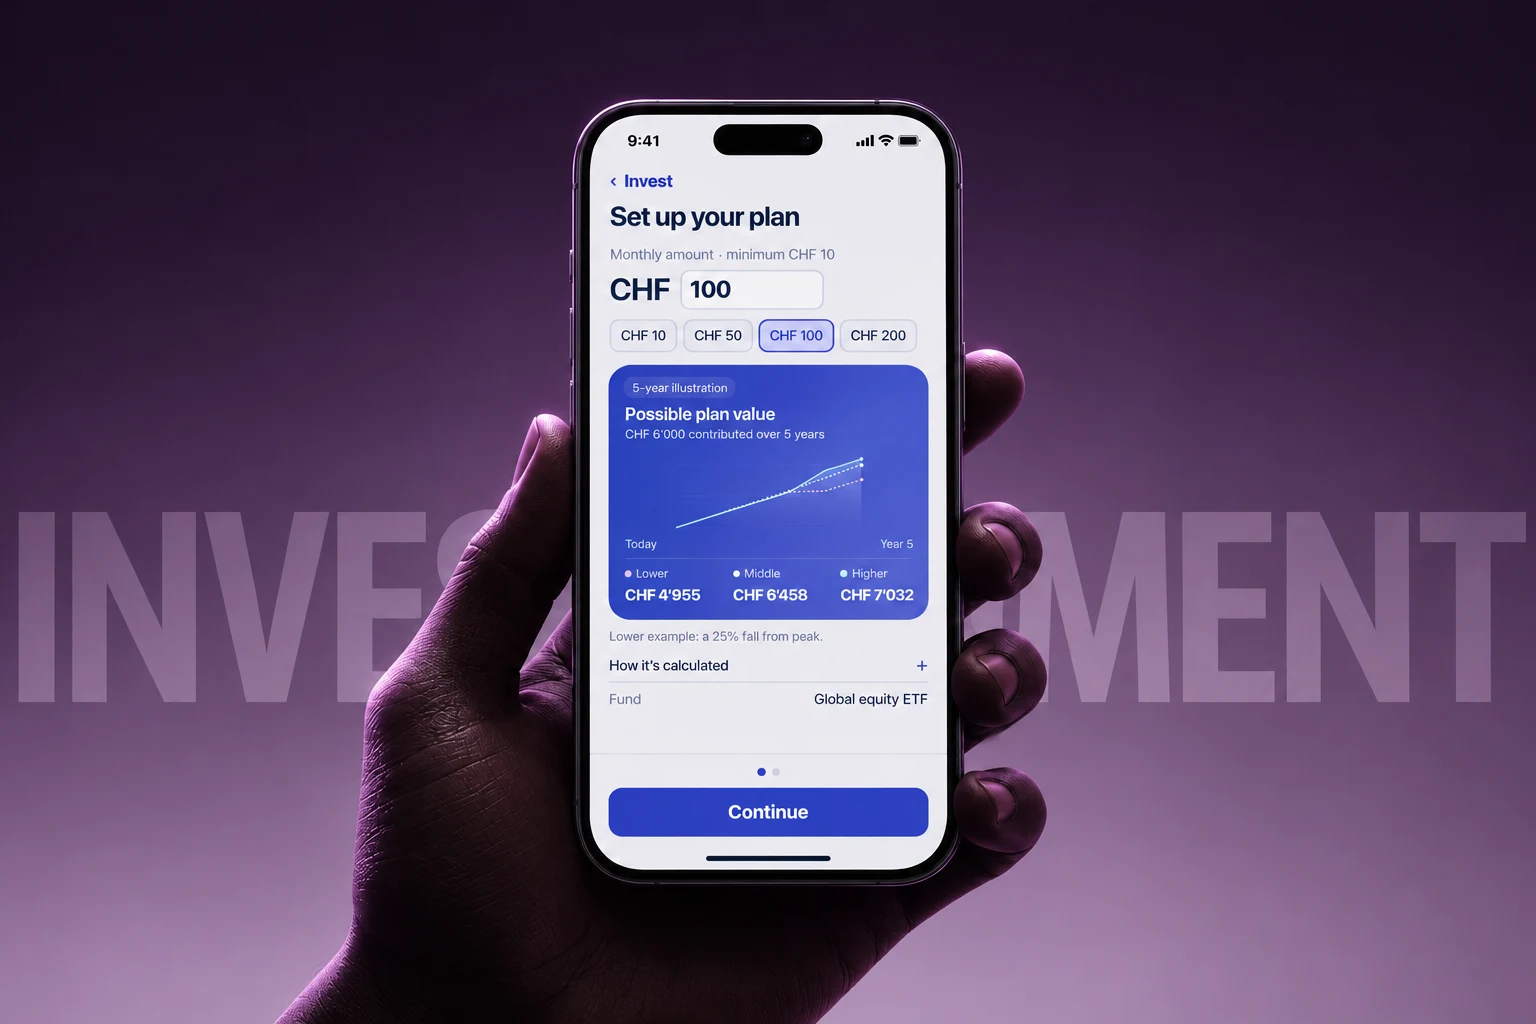 9:41
‹ Invest
Set up your plan
Monthly amount · minimum CHF 10
CHF 100
CHF 10 CHF 50 CHF 100 CHF 200
5-year illustration
Possible plan value
CHF 6'000 contributed over 5 years
Today Year 5
Lower Middle Higher
CHF 4'955 CHF 6'458 CHF 7'032
Lower example: a 25% fall from peak.
How it's calculated +
Fund Global equity ETF
Continue
INVES MENT